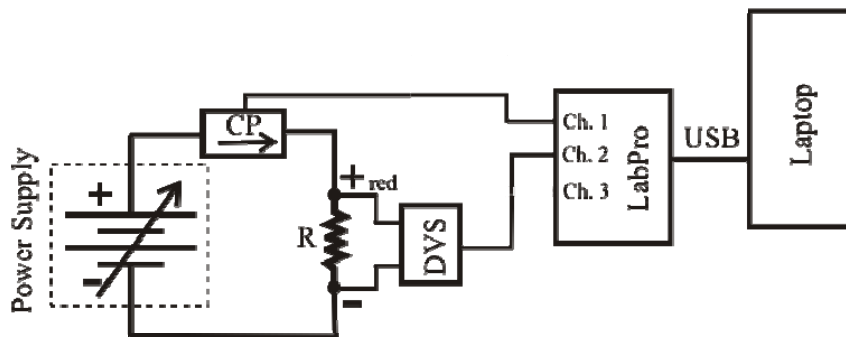 Power Supply
+
-
CP
+
red
R
-
DVS
Ch. 1
Ch. 2
Ch. 3
LabPro
USB
Laptop